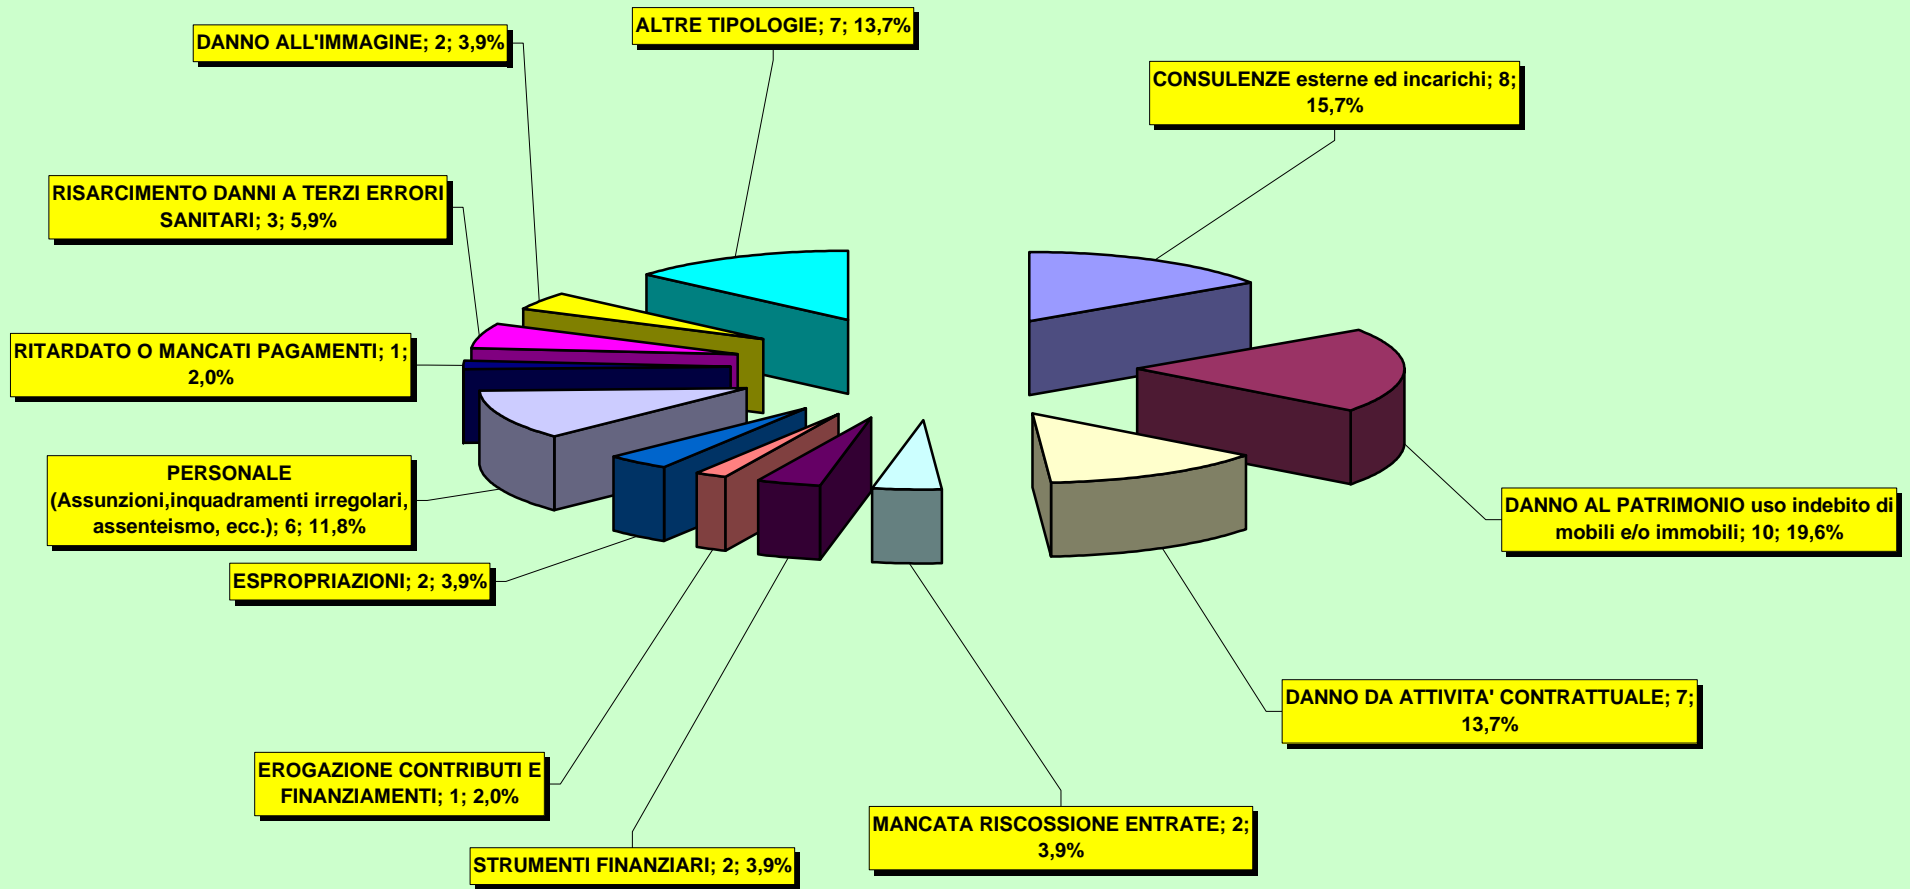 ALTRE TIPOLOGIE; 7; 13,7%
DANNO ALL'IMMAGINE; 2; 3,9%
CONSULENZE esterne ed incarichi; 8;
15,7%
RISARCIMENTO DANNI A TERZI ERRORI
SANITARI; 3; 5,9%
RITARDATO O MANCATI PAGAMENTI; 1;
2,0%
PERSONALE
(Assunzioni,inquadramenti irregolari,
assenteismo, ecc.); 6; 11,8%
DANNO AL PATRIMONIO uso indebito di
mobili e/o immobili; 10; 19,6%
ESPROPRIAZIONI; 2; 3,9%
DANNO DA ATTIVITA' CONTRATTUALE; 7;
13,7%
EROGAZIONE CONTRIBUTI E
FINANZIAMENTI; 1; 2,0%
MANCATA RISCOSSIONE ENTRATE; 2;
3,9%
STRUMENTI FINANZIARI; 2; 3,9%